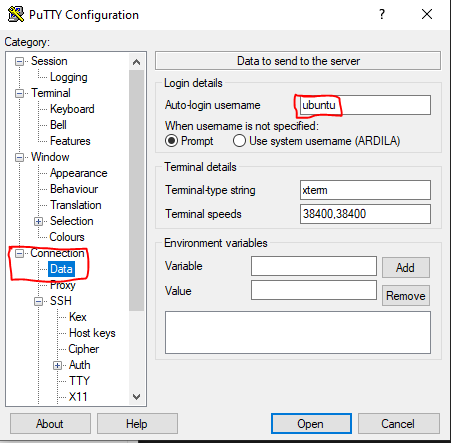 PuTTY Configuration
?
Category:
Session
Logging
Terminal
Keyboard
Bell
Features
Window
Appearance
Behaviour
Translation
Selection
Colours
Connection
Data
Proxy
SSH
Kex
Host keys
Cipher
Auth
TTY
X11
Data to send to the server
Login details
Auto-login username ubuntu
When username is not specified:
Prompt Use system username (ARDILA)
Terminal details
Terminal-type string xterm
Terminal speeds 38400,38400
Environment variables
Variable Add
Value Remove
About Help Open Cancel